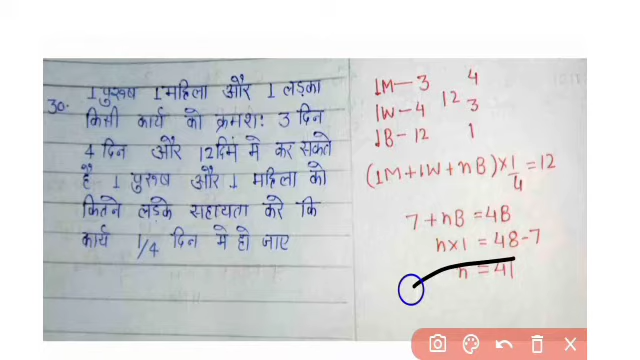 30. 1 पुरुष 1 महिला और 1 लड़का
किसी कार्य को क्रमशः 3 दिन
4 दिन और 12 दिमं मे कर सकते
है 1 पुरुष और 1 महिला को
कितने लड़के सहायता करे कि
कार्य 1/4 दिन मे हो जाए
1M – 3 4
1W – 4 12 3
1B – 12 1
(1M+1W+nB)×1/4=12
7+nB=48
n×1=48-7
n=41